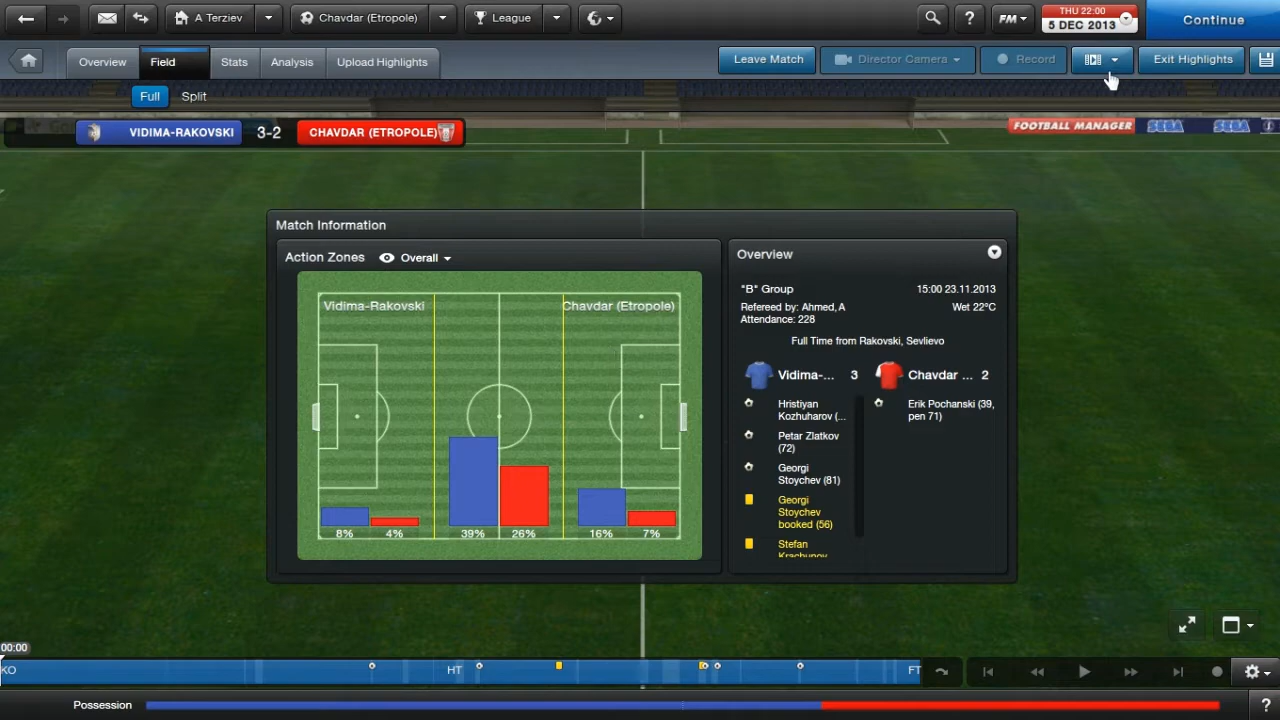 A Terziev
Chavdar (Etropole)
League
?
FM
THU 22:00
5 DEC 2013
Continue
Overview
Field
Stats
Analysis
Upload Highlights
Leave Match
Director Camera
Record
Exit Highlights
Full
Split
VIDIMA-RAKOVSKI
3-2
CHAVDAR (ETROPOLE)
FOOTBALL MANAGER
SEGA
SEGA
Match Information
Action Zones
Overall
Vidima-Rakovski
Chavdar (Etropole)
8%
4%
39%
26%
16%
7%
Overview
"B" Group
15:00 23.11.2013
Refereed by: Ahmed, A
Wet 22°C
Attendance: 228
Full Time from Rakovski, Sevlievo
Vidima-... 3
Chavdar ... 2
Hristiyan
Kozhuharov (...
Petar Zlatkov
(72)
Georgi
Stoychev (81)
Georgi
Stoychev
booked (56)
Stefan
Krachunov
Erik Pochanski (39,
pen 71)
00:00
KO
HT
FT
Possession
?